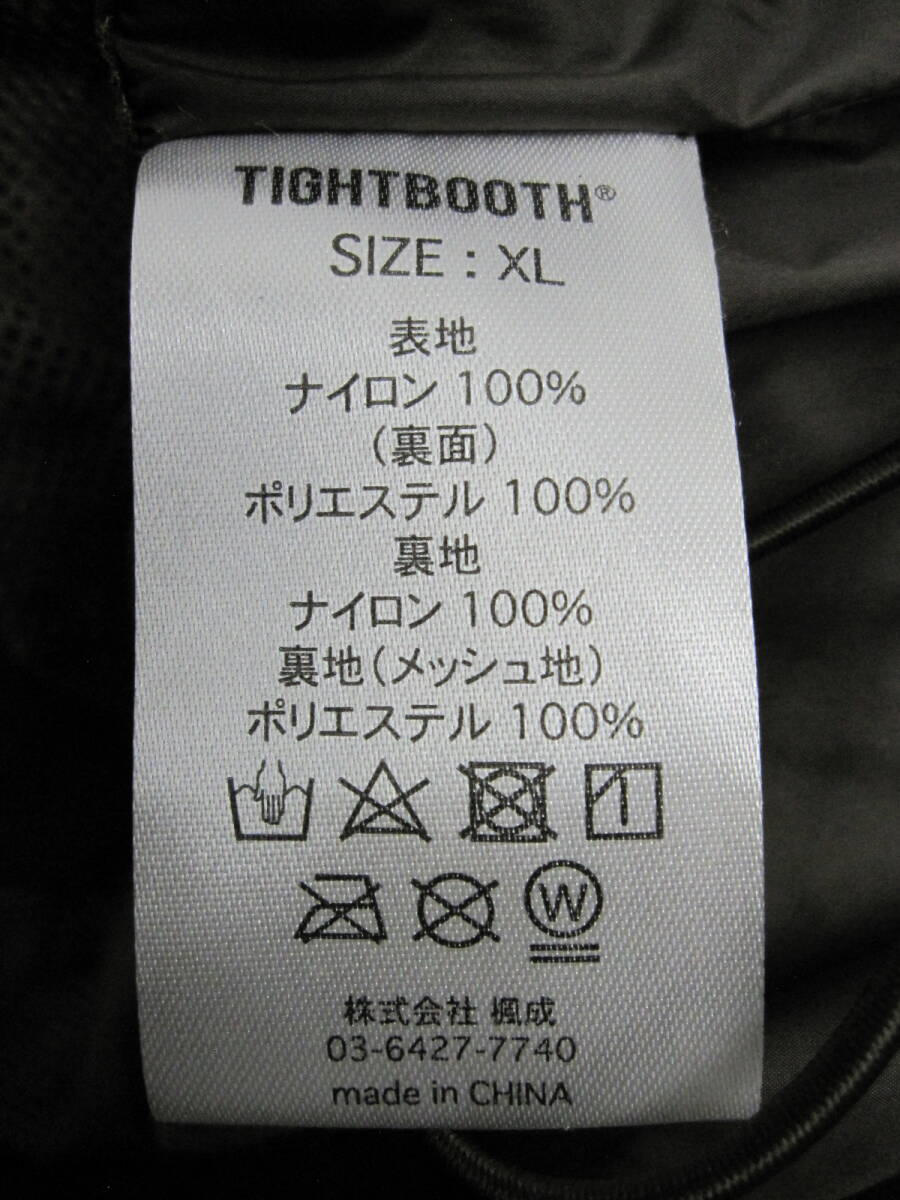 TIGHTBOOTH®
SIZE : XL
表地
ナイロン 100%
(裏面)
ポリエステル 100%
裏地
ナイロン 100%
裏地(メッシュ地)
ポリエステル 100%
W
株式会社 楓成
03-6427-7740
made in CHINA